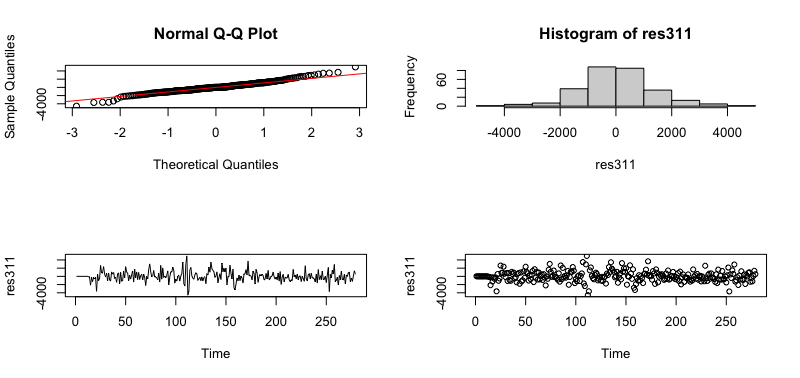 Normal Q-Q Plot
Sample Quantiles
-4000
-3 -2 -1 0 1 2 3
Theoretical Quantiles
Histogram of res311
Frequency
0 60
-4000 -2000 0 2000 4000
res311
res311
-4000
0 50 100 150 200 250
Time
res311
-4000
0 50 100 150 200 250
Time